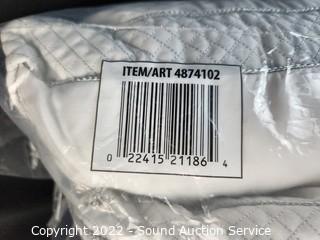 ITEM/ART 4874102
0 22415 21186 4
Copyright 2022 - Sound Auction Service